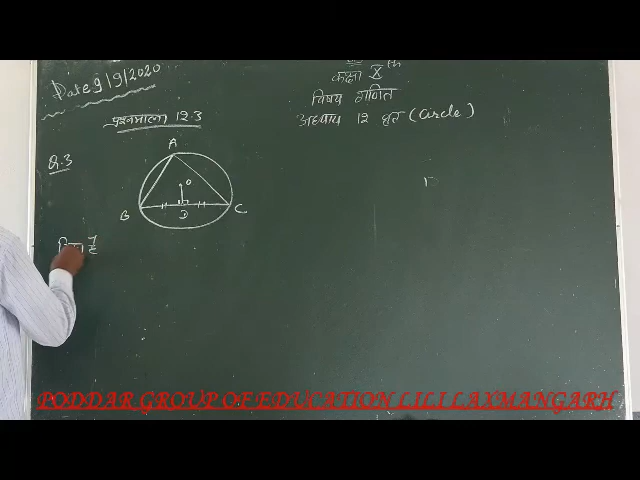 Date 9/9/2020
कक्षा X th
विषय गणित
अध्याय 12 वृत (Circle)
प्रश्नमाला 12.3
Q.3
A
O
B
D
C
PODDAR GROUP OF EDUCATION LILI LAXMANGARH